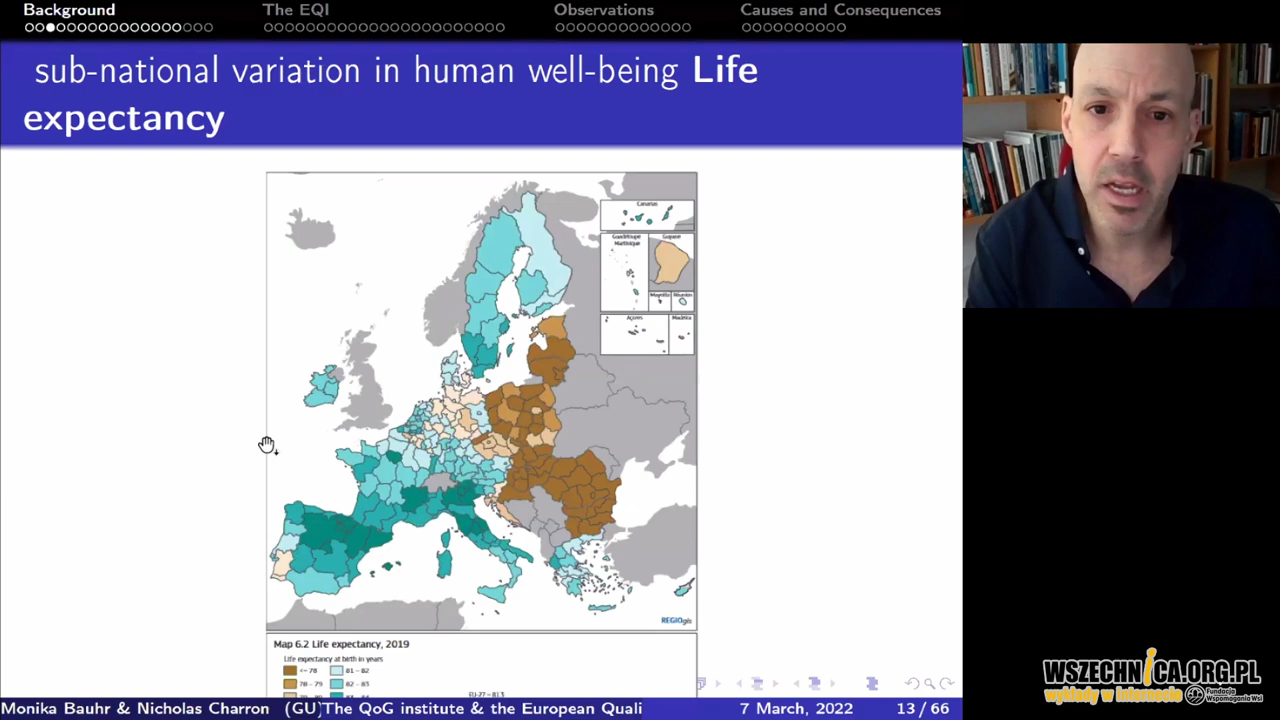 Background The EQI Observations Causes and Consequences
sub-national variation in human well-being Life
expectancy
Canarias
Guadeloupe
Martinique
Guyane
Mayotte Réunion
Açores Madeira
REGIOgis
Map 6.2 Life expectancy, 2019
Life expectancy at birth in years
<=78 81 – 82
78 – 79 82 – 83
EU-27 = 81.3
Monika Bauhr & Nicholas Charron (GU) The QoG institute & the European Quali 7 March, 2022 13 / 66
WSZECHNICA.ORG.PL
wykłady w internecie
Fundacja
Wspomagania Wsi